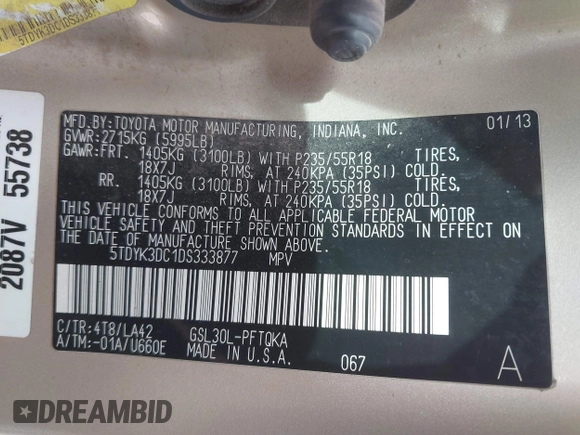 5TDYK3DC1DS333877
2087V 55738
MFD.BY:TOYOTA MOTOR MANUFACTURING, INDIANA, INC. 01/13
GVWR:2715KG (5995LB)
GAWR:FRT. 1405KG (3100LB) WITH P235/55R18 TIRES,
18X7J RIMS, AT 240KPA (35PSI) COLD.
RR. 1405KG (3100LB) WITH P235/55R18 TIRES,
18X7J RIMS, AT 240KPA (35PSI) COLD.
THIS VEHICLE CONFORMS TO ALL APPLICABLE FEDERAL MOTOR
VEHICLE SAFETY AND THEFT PREVENTION STANDARDS IN EFFECT ON
THE DATE OF MANUFACTURE SHOWN ABOVE.
5TDYK3DC1DS333877 MPV
C/TR:4T8/LA42 GSL30L-PFTQKA
A/TM:-01A/U660E MADE IN U.S.A. 067 A
DREAMBID